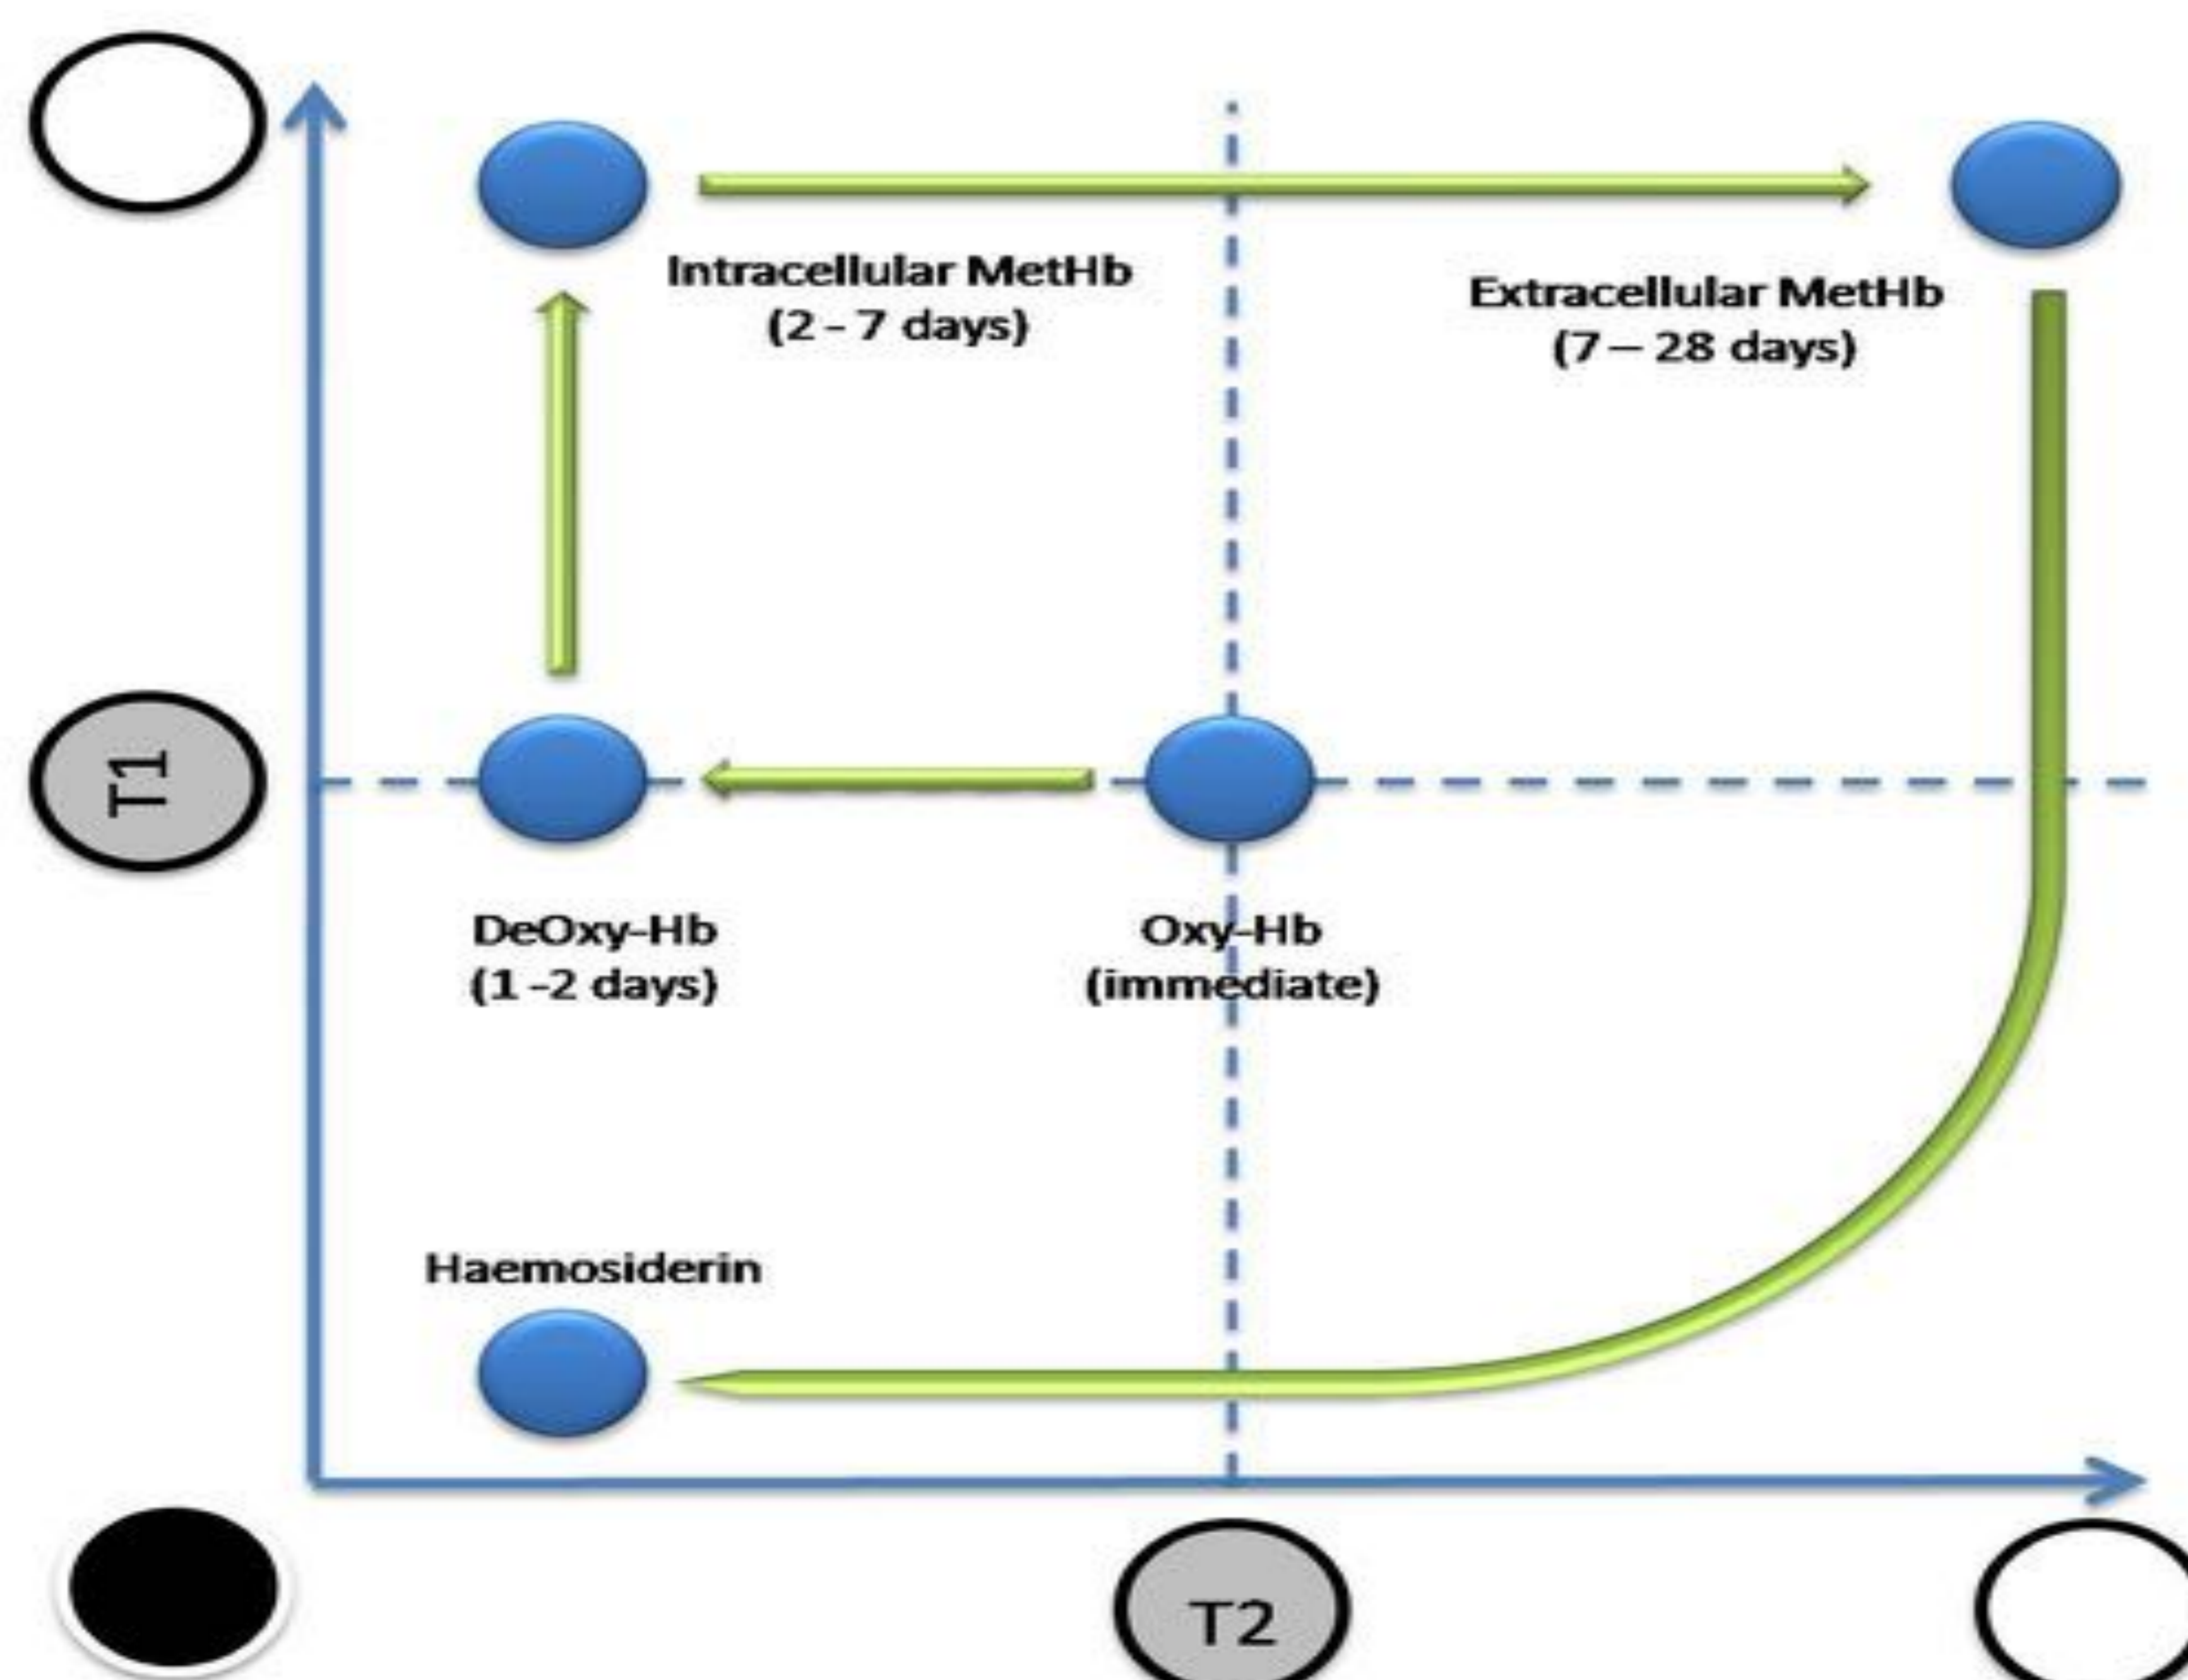 Intracellular MetHb
(2 - 7 days)
Extracellular MetHb
(7 – 28 days)
T1
DeOxy-Hb
(1 -2 days)
Oxy-Hb
(immediate)
Haemosiderin
T2